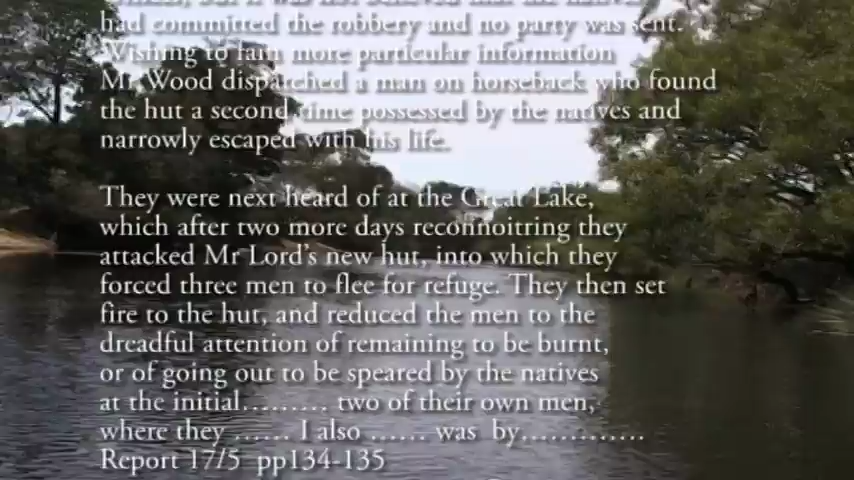 had committed the robbery and no party was sent.
Wishing to fain more particular information
Mr Wood dispatched a man on horseback who found
the hut a second time possessed by the natives and
narrowly escaped with his life.
They were next heard of at the Great Lake,
which after two more days reconnoitring they
attacked Mr Lord's new hut, into which they
forced three men to flee for refuge. They then set
fire to the hut, and reduced the men to the
dreadful attention of remaining to be burnt,
or of going out to be speared by the natives
at the initial......... two of their own men,
where they ...... I also ...... was by.............
Report 17/5 pp134-135